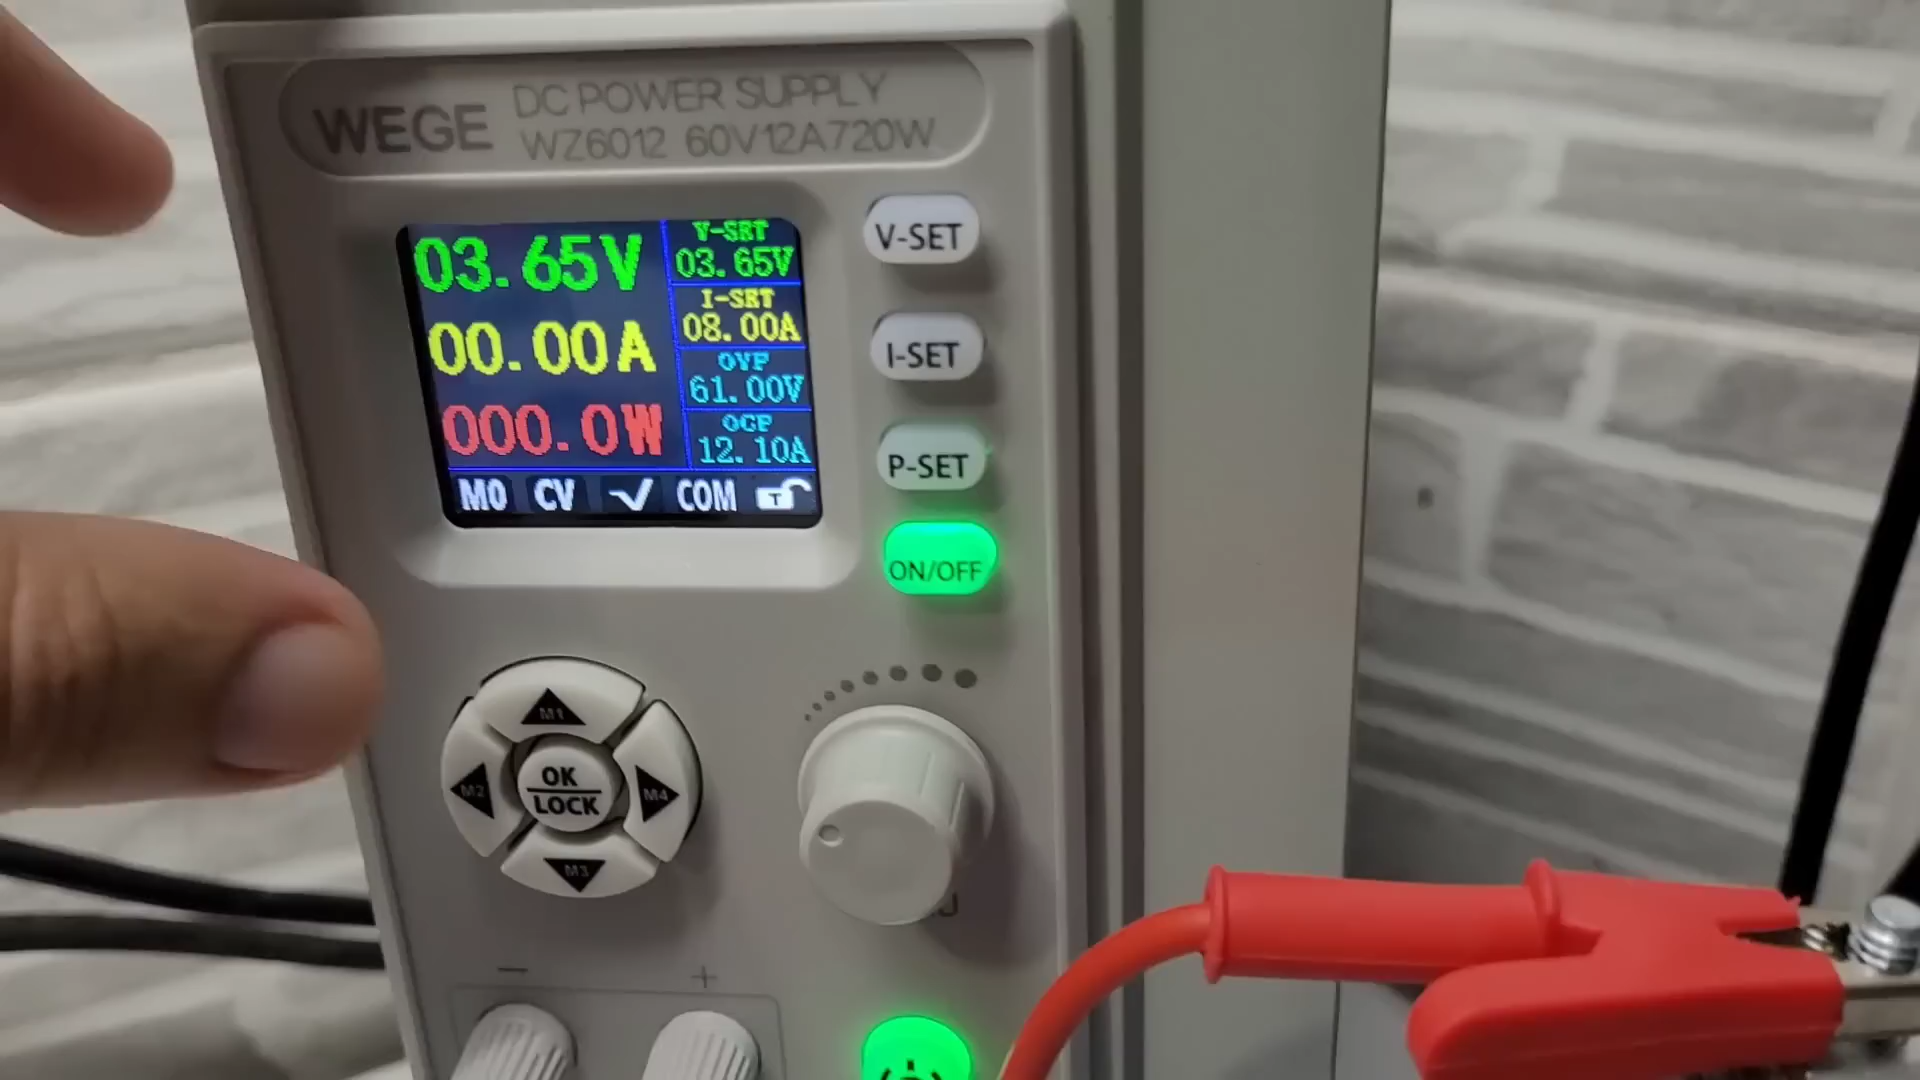 WEGE
DC POWER SUPPLY
WZ6012 60V12A720W
03.65V
00.00A
000.0W
V-SET
03.65V
I-SET
08.00A
OVP
61.00V
OCP
12.10A
M0 CV COM T
V-SET
I-SET
P-SET
ON/OFF
M1
M2
OK
LOCK
M4
M3
− +